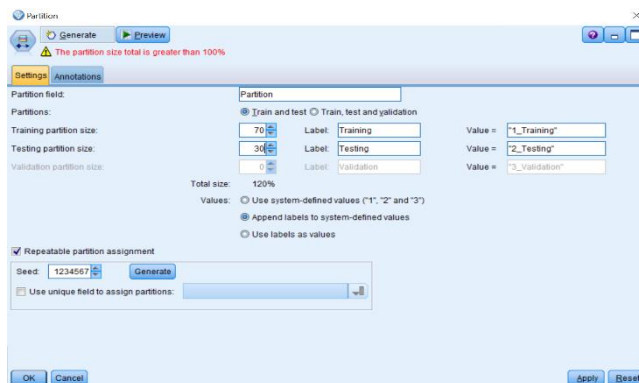 Partition
Generate Preview
The partition size total is greater than 100%
Settings Annotations
Partition field: Partition
Partitions: Train and test Train, test and validation
Training partition size: 70 Label: Training Value = "1_Training"
Testing partition size: 30 Label: Testing Value = "2_Testing"
Validation partition size: 0 Label: Validation Value = "3_Validation"
Total size: 120%
Values: Use system-defined values ("1", "2" and "3")
Append labels to system-defined values
Use labels as values
Repeatable partition assignment
Seed: 1234567 Generate
Use unique field to assign partitions:
OK Cancel Apply Reset